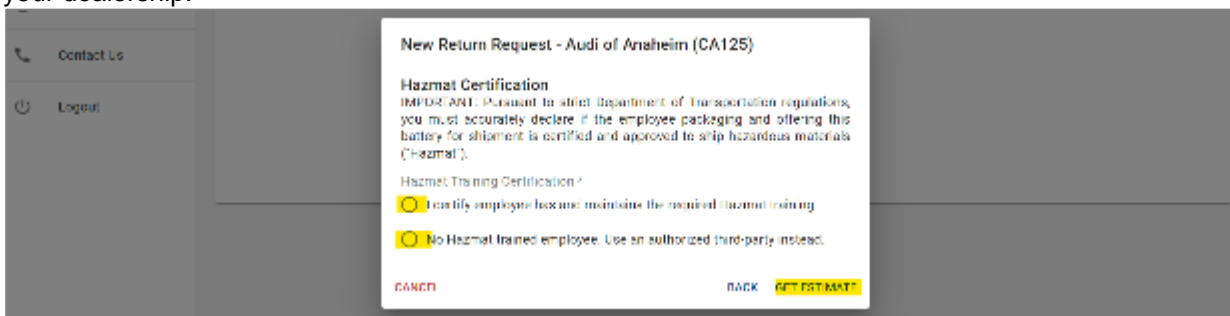 your dealership.
Contact Us
Logout
New Return Request - Audi of Anaheim (CA125)
Hazmat Certification
IMPORTANT: Pursuant to strict Department of Transportation regulations,
you must accurately declare if the employee packaging and offering this
battery for shipment is certified and approved to ship hazardous materials
("Hazmat").
Hazmat Training Certification *
I certify employee has and maintains the required Hazmat training
No Hazmat trained employee. Use an authorized third-party instead.
CANCEL BACK GET ESTIMATE